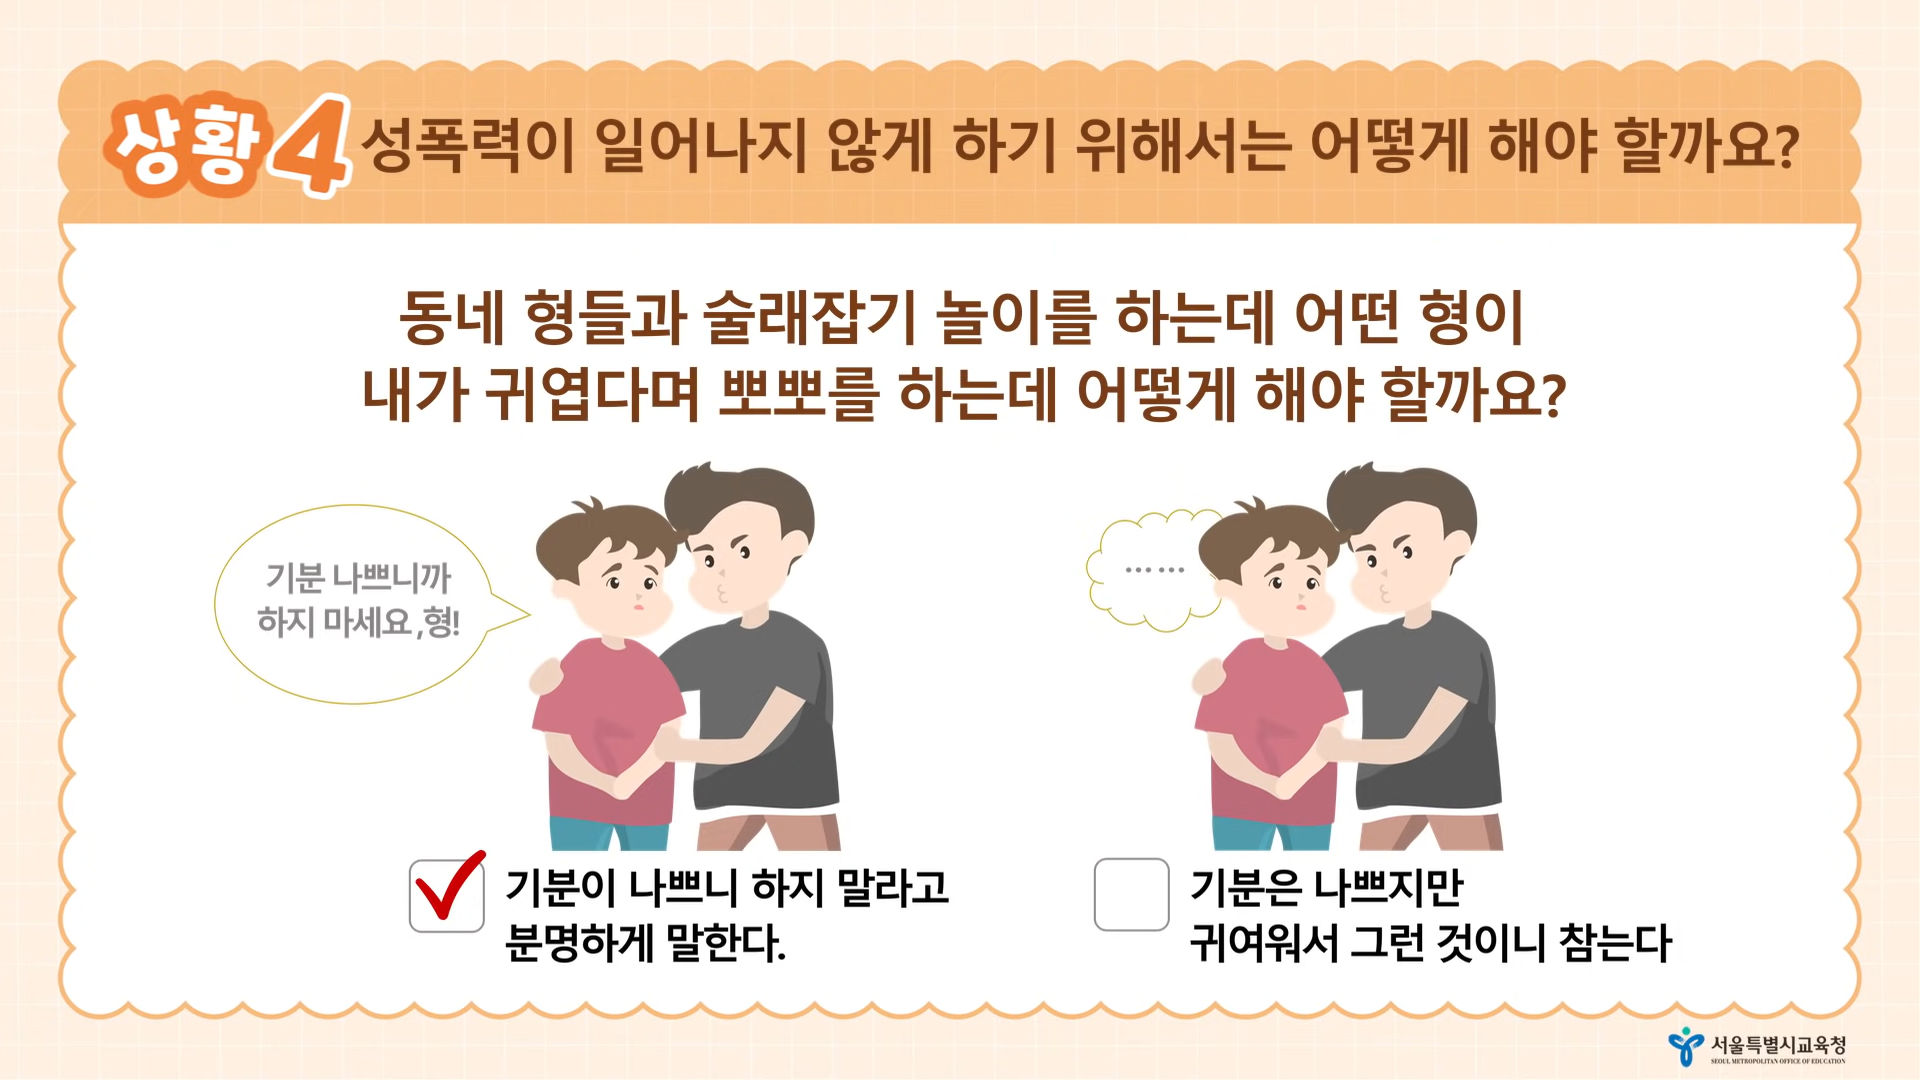 상황4 성폭력이 일어나지 않게 하기 위해서는 어떻게 해야 할까요?
동네 형들과 술래잡기 놀이를 하는데 어떤 형이
내가 귀엽다며 뽀뽀를 하는데 어떻게 해야 할까요?
기분 나쁘니까
하지 마세요,형!
……
기분이 나쁘니 하지 말라고
분명하게 말한다.
기분은 나쁘지만
귀여워서 그런 것이니 참는다
서울특별시교육청
SEOUL METROPOLITAN OFFICE OF EDUCATION